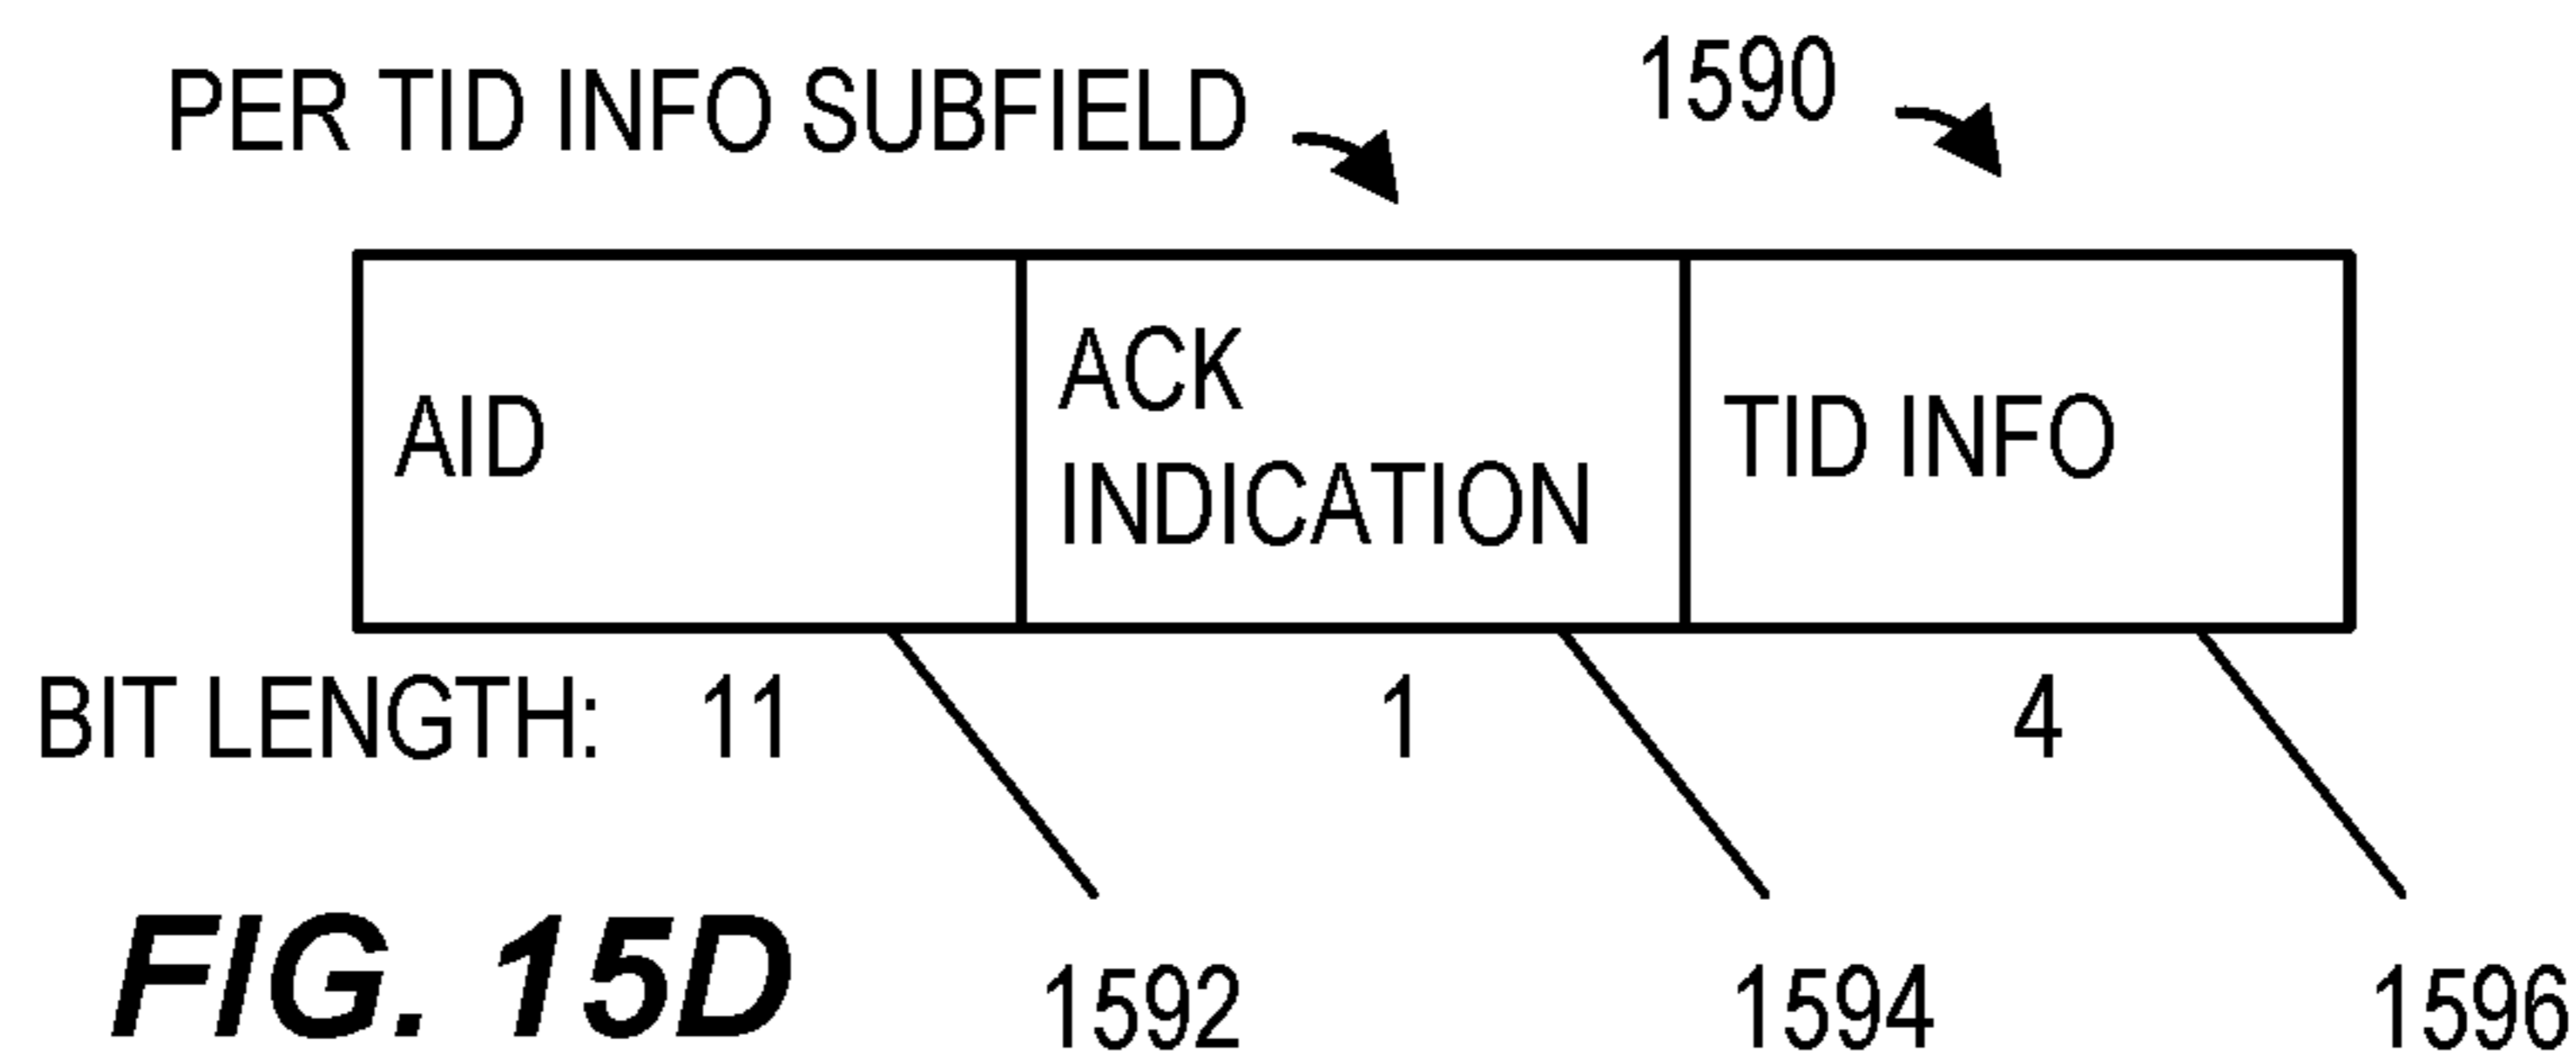 PER TID INFO SUBFIELD 1590
AID
ACK
INDICATION
TID INFO
BIT LENGTH: 11 1 4
FIG. 15D
1592 1594 1596